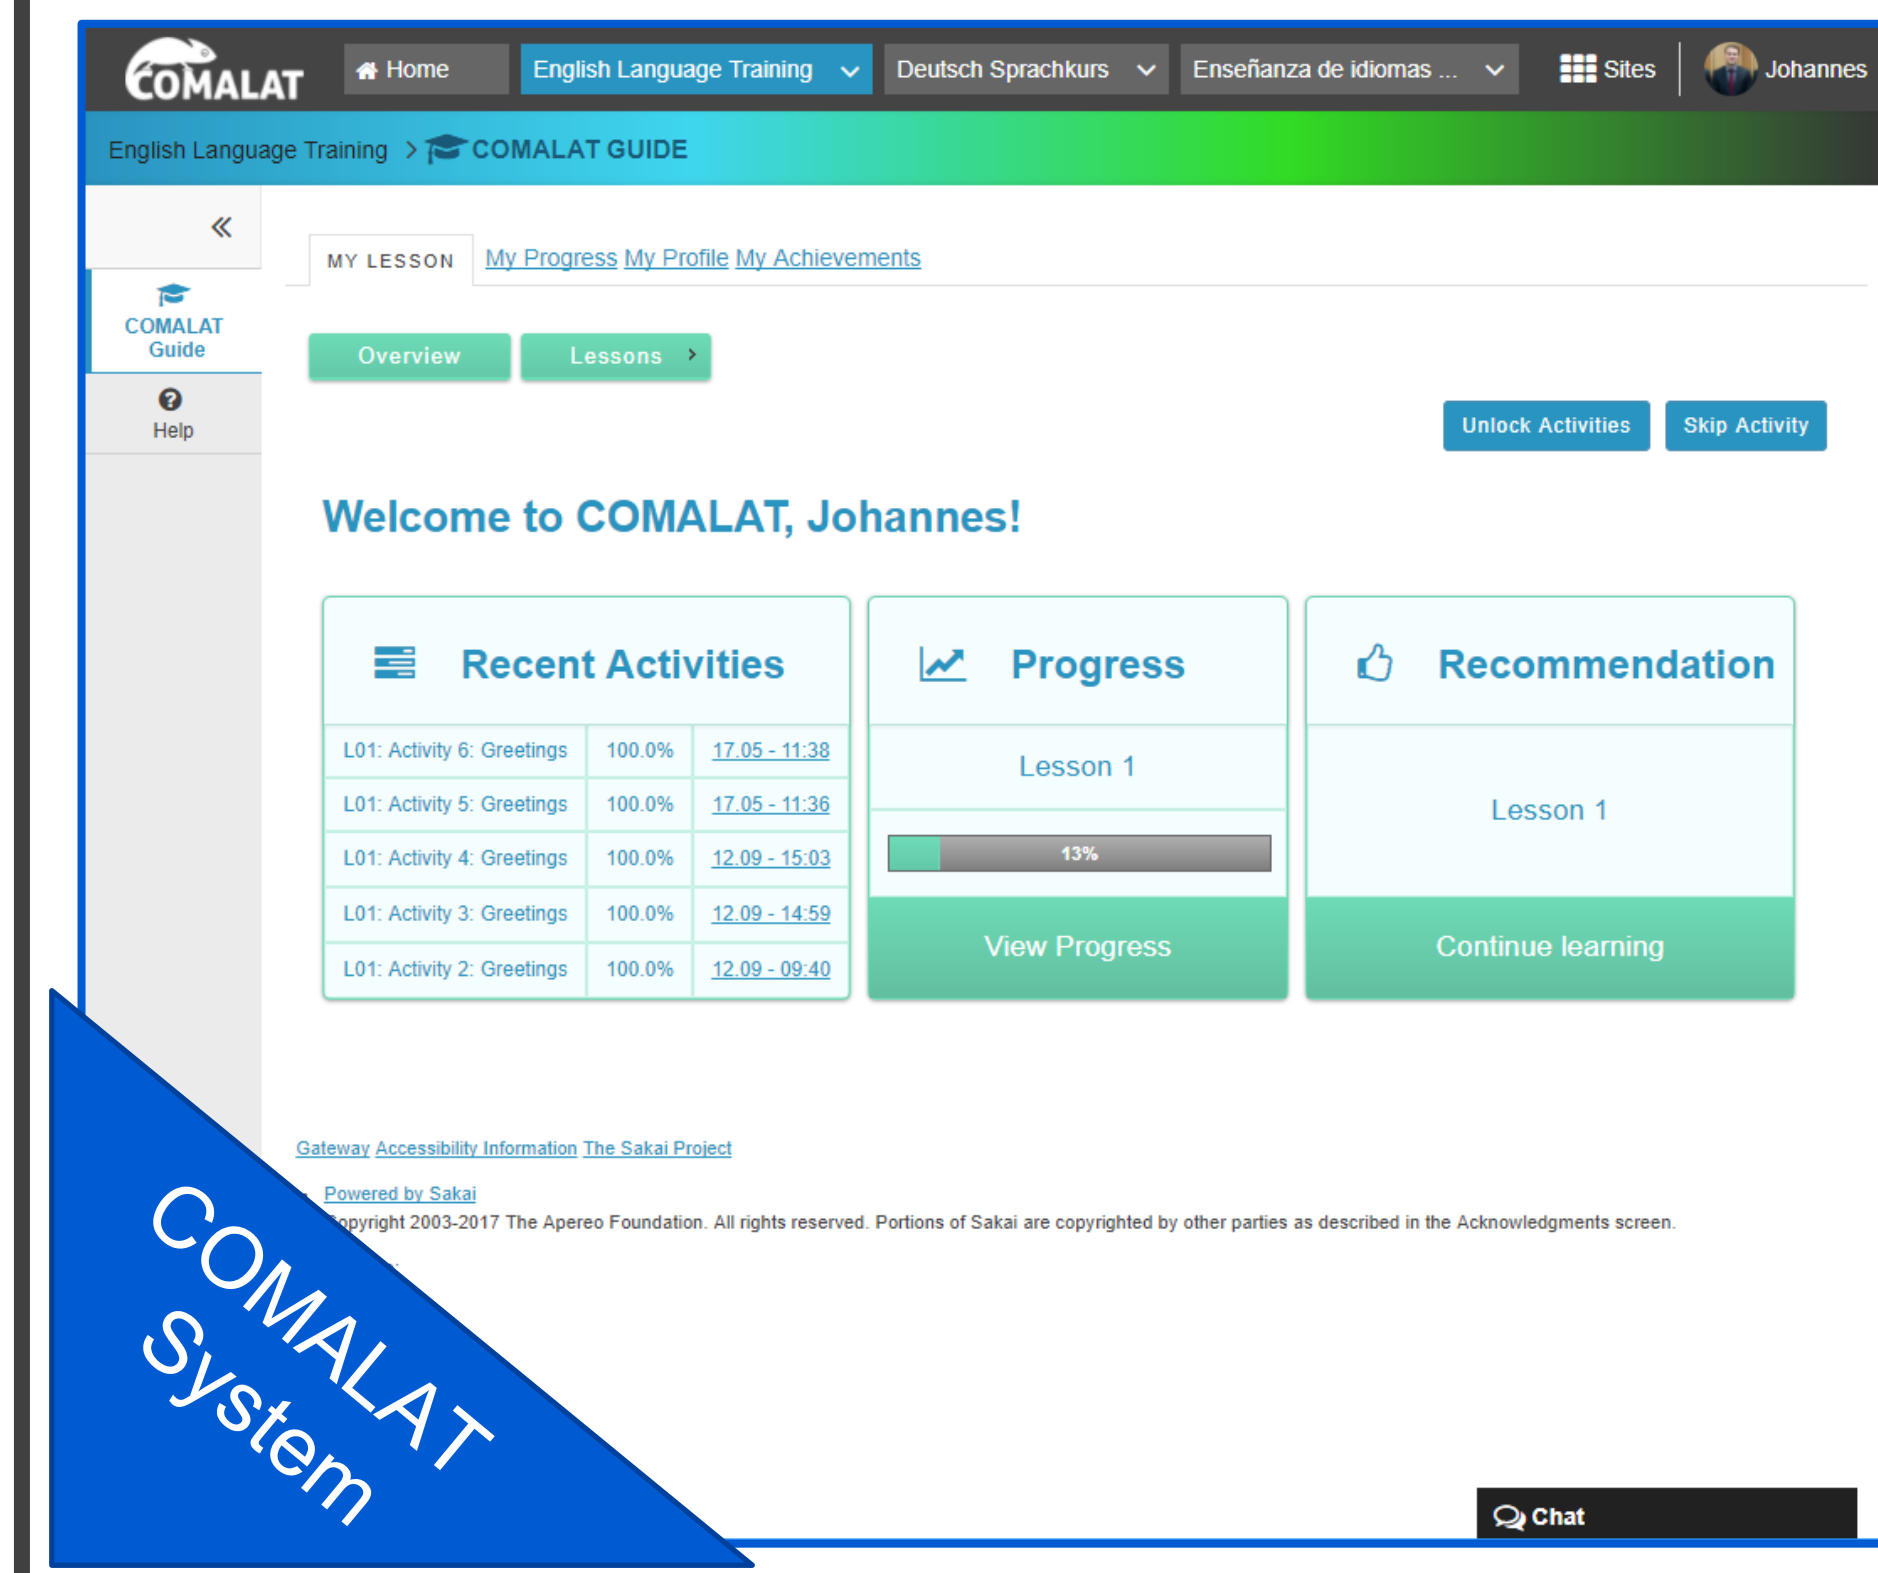 COMALAT
Home
English Language Training
Deutsch Sprachkurs
Enseñanza de idiomas ...
Sites
Johannes
English Language Training > COMALAT GUIDE
«
MY LESSON My Progress My Profile My Achievements
COMALAT
Guide
Help
Overview
Lessons
Unlock Activities
Skip Activity
Welcome to COMALAT, Johannes!
Recent Activities
L01: Activity 6: Greetings 100.0% 17.05 - 11:38
L01: Activity 5: Greetings 100.0% 17.05 - 11:36
L01: Activity 4: Greetings 100.0% 12.09 - 15:03
L01: Activity 3: Greetings 100.0% 12.09 - 14:59
L01: Activity 2: Greetings 100.0% 12.09 - 09:40
Progress
Lesson 1
13%
View Progress
Recommendation
Lesson 1
Continue learning
Gateway Accessibility Information The Sakai Project
Powered by Sakai
Copyright 2003-2017 The Apereo Foundation. All rights reserved. Portions of Sakai are copyrighted by other parties as described in the Acknowledgments screen.
COMALAT
System
Chat